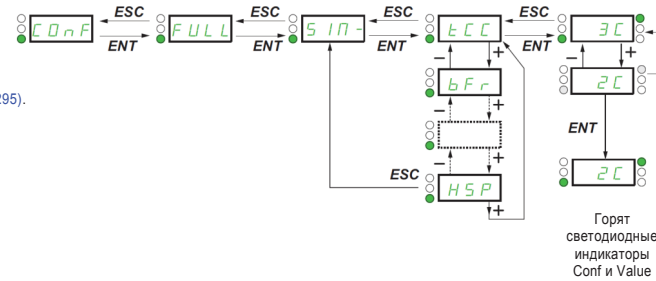 ESC ESC ESC ESC
COnF FULL SIM- tCC 3C
ENT ENT ENT ENT
− + − +
bFr 2C
295).
− +
ENT
− +
ESC
HSP 2C
+
Горят
светодиодные
индикаторы
Conf и Value